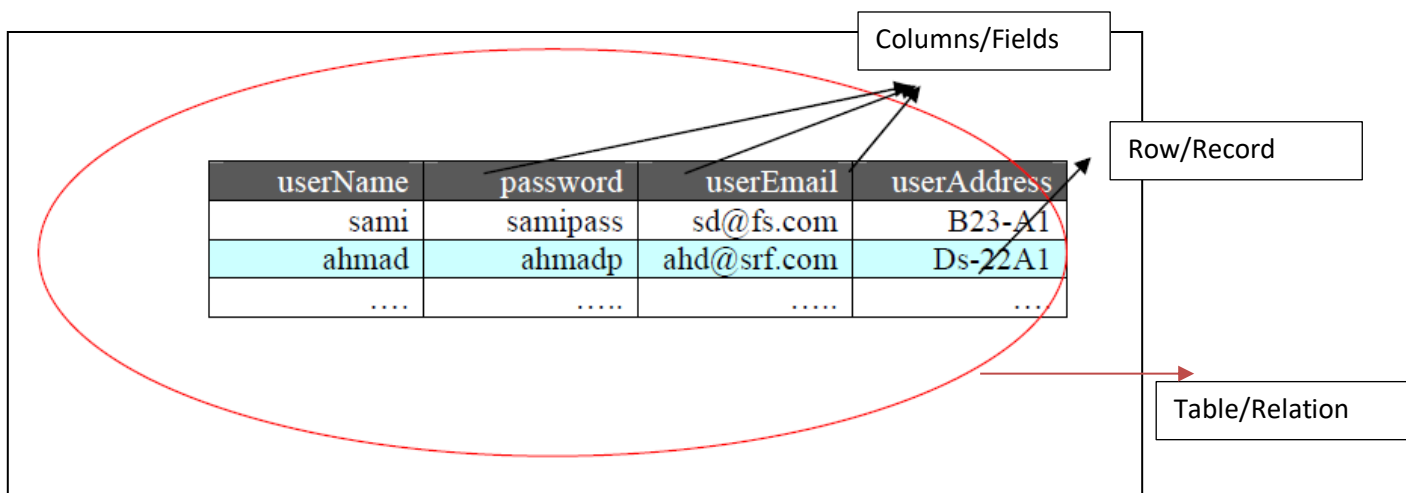 Columns/Fields
Row/Record
userName password userEmail userAddress
sami samipass sd@fs.com B23-A1
ahmad ahmadp ahd@srf.com Ds-22A1
.... ..... ..... ....
Table/Relation